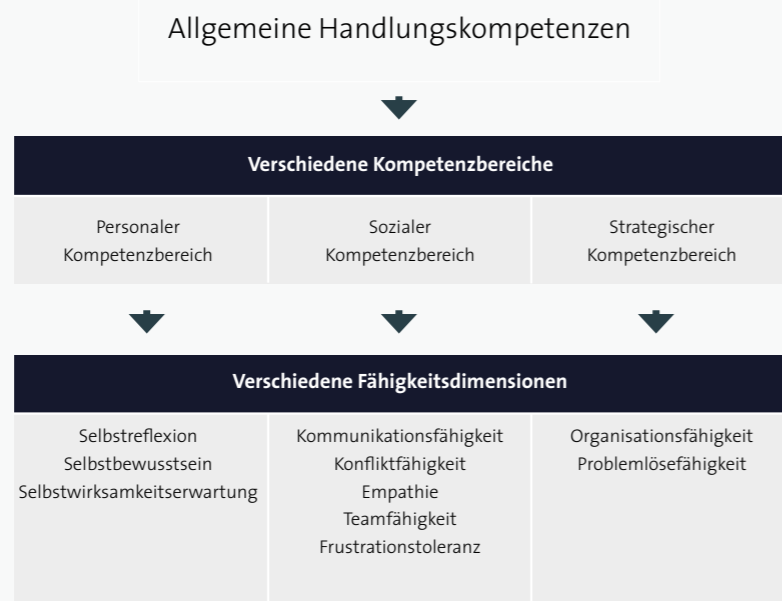 Allgemeine Handlungskompetenzen
Verschiedene Kompetenzbereiche
Personaler
Kompetenzbereich
Sozialer
Kompetenzbereich
Strategischer
Kompetenzbereich
Verschiedene Fähigkeitsdimensionen
Selbstreflexion
Selbstbewusstsein
Selbstwirksamkeitserwartung
Kommunikationsfähigkeit
Konfliktfähigkeit
Empathie
Teamfähigkeit
Frustrationstoleranz
Organisationsfähigkeit
Problemlösefähigkeit